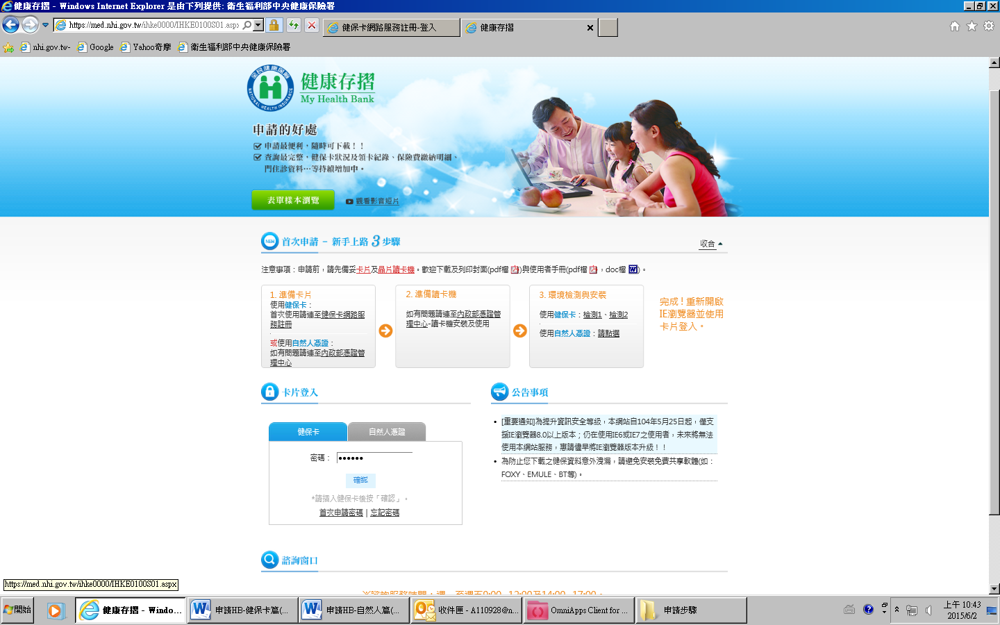 健康存摺 - Windows Internet Explorer 是由下列提供: 衛生福利部中央健康保險署
https://med.nhi.gov.tw/ihke0000/IHKE0100S01.aspx
健保卡網路服務註冊-登入
健康存摺
nhi.gov.tw-
Google
Yahoo奇摩
衛生福利部中央健康保險署
全民健康保險
NATIONAL HEALTH INSURANCE
健康存摺
My Health Bank
申請的好處
申請最便利，隨時可下載！！
查詢最完整，健保卡狀況及領卡紀錄、保險費繳納明細、
門住診資料…等持續增加中。
表單樣本瀏覽
觀看影音短片
NEW 首次申請 – 新手上路 3 步驟
收合
注意事項：申請前，請先備妥卡片及晶片讀卡機。歡迎下載及列印封面(pdf檔 )與使用者手冊(pdf檔 ，doc檔 )。
1. 準備卡片
使用健保卡：
首次使用請連至健保卡網路服
務註冊
或使用自然人憑證：
如有問題請連至內政部憑證管
理中心
2. 準備讀卡機
如有問題請連至內政部憑證管
理中心-讀卡機安裝及使用
3. 環境檢測與安裝
使用健保卡：檢測1、檢測2
使用自然人憑證：請點選
完成！重新開啟
IE瀏覽器並使用
卡片登入。
卡片登入
健保卡
自然人憑證
密碼：
●●●●●●
確認
*請插入健保卡後按「確認」。
首次申請密碼 | 忘記密碼
公告事項
• [重要通知]為提升資訊安全等級，本網站自104年5月25日起，僅支
援IE瀏覽器8.0以上版本；仍在使用IE6或IE7之使用者，未來將無法
使用本網站服務，惠請儘早將IE瀏覽器版本升級！！
• 為防止您下載之健保資料意外洩漏，請避免安裝免費共享軟體(如：
FOXY、EMULE、BT等)。
諮詢窗口
https://med.nhi.gov.tw/ihke0000/IHKE0100S01.aspx
開始
健康存摺 - Windo...
申請HB-健保卡篇(...
申請HB-自然人篇(...
收件匣 - A110928@n...
OmniApps Client for ...
申請步驟
上午 10:43
2015/6/2